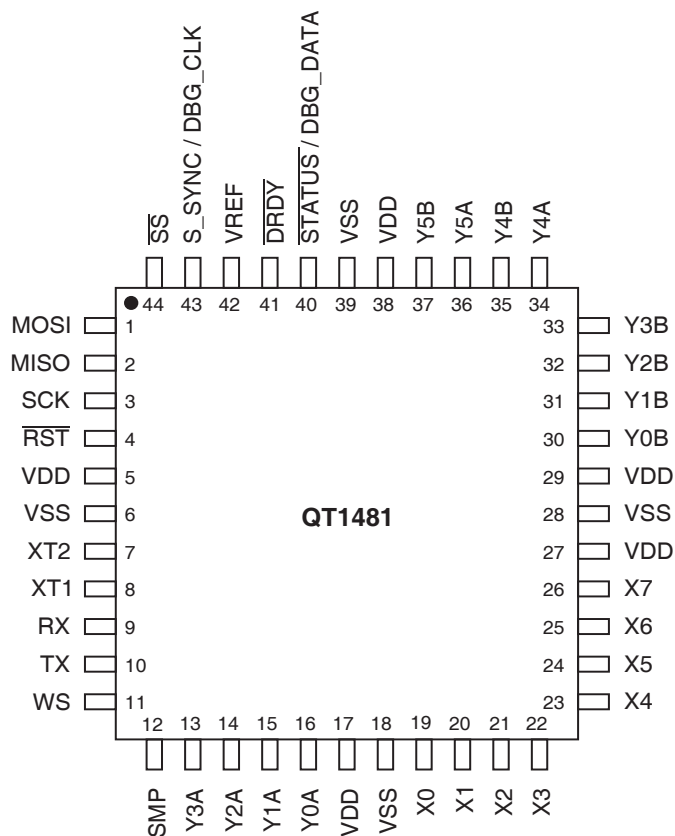 SS
S_SYNC / DBG_CLK
VREF
DRDY
STATUS / DBG_DATA
VSS
VDD
Y5B
Y5A
Y4B
Y4A
44 43 42 41 40 39 38 37 36 35 34
MOSI 1
MISO 2
SCK 3
RST 4
VDD 5
VSS 6
XT2 7
XT1 8
RX 9
TX 10
WS 11
QT1481
33 Y3B
32 Y2B
31 Y1B
30 Y0B
29 VDD
28 VSS
27 VDD
26 X7
25 X6
24 X5
23 X4
12 13 14 15 16 17 18 19 20 21 22
SMP
Y3A
Y2A
Y1A
Y0A
VDD
VSS
X0
X1
X2
X3